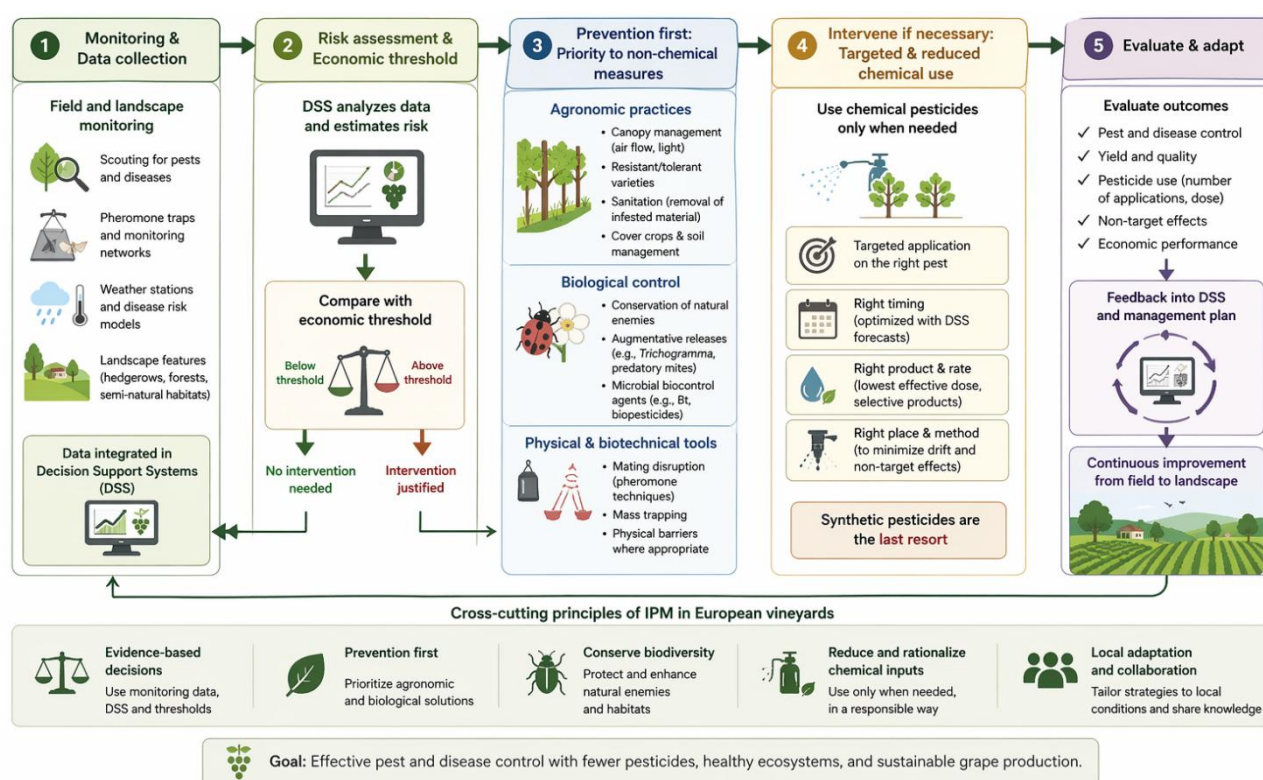 1
Monitoring &
Data collection
Field and landscape
monitoring
Scouting for pests
and diseases
Pheromone traps
and monitoring
networks
Weather stations
and disease risk
models
Landscape features
(hedgerows, forests,
semi-natural habitats)
Data integrated in
Decision Support Systems
(DSS)
2
Risk assessment &
Economic threshold
DSS analyzes data
and estimates risk
Compare with
economic threshold
Below
threshold
Above
threshold
No intervention
needed
Intervention
justified
3
Prevention first:
Priority to non-chemical
measures
Agronomic practices
• Canopy management
(air flow, light)
• Resistant/tolerant
varieties
• Sanitation (removal of
infested material)
• Cover crops & soil
management
Biological control
• Conservation of natural
enemies
• Augmentative releases
(e.g., Trichogramma,
predatory mites)
• Microbial biocontrol
agents (e.g., Bt,
biopesticides)
Physical & biotechnical tools
• Mating disruption
(pheromone
techniques)
• Mass trapping
• Physical barriers
where appropriate
4
Intervene if necessary:
Targeted & reduced
chemical use
Use chemical pesticides
only when needed
Targeted application
on the right pest
Right timing
(optimized with DSS
forecasts)
Right product & rate
(lowest effective dose,
selective products)
Right place & method
(to minimize drift and
non-target effects)
Synthetic pesticides are
the last resort
5
Evaluate & adapt
Evaluate outcomes
✓ Pest and disease control
✓ Yield and quality
✓ Pesticide use (number
of applications, dose)
✓ Non-target effects
✓ Economic performance
Feedback into DSS
and management plan
Continuous improvement
from field to landscape
Cross-cutting principles of IPM in European vineyards
Evidence-based
decisions
Use monitoring data,
DSS and thresholds
Prevention first
Prioritize agronomic
and biological solutions
Conserve biodiversity
Protect and enhance
natural enemies
and habitats
Reduce and rationalize
chemical inputs
Use only when needed,
in a responsible way
Local adaptation
and collaboration
Tailor strategies to local
conditions and share knowledge
Goal: Effective pest and disease control with fewer pesticides, healthy ecosystems, and sustainable grape production.